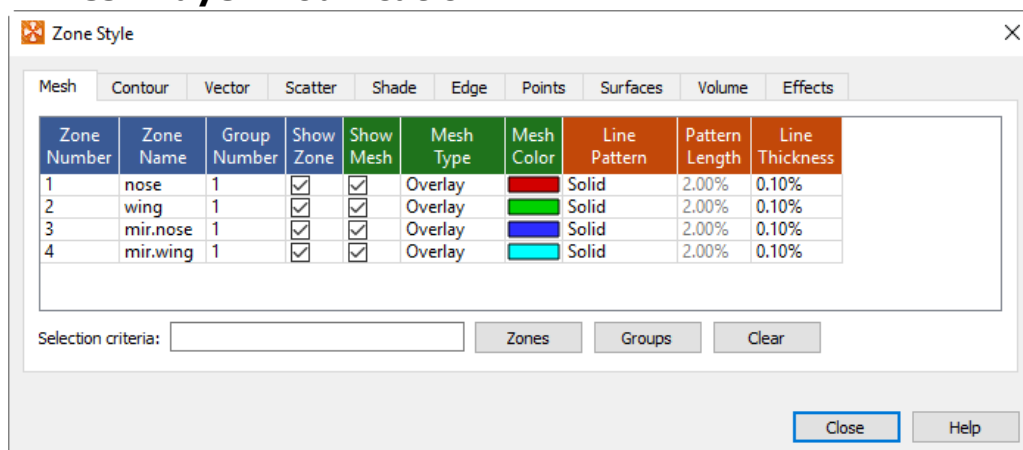 Zone Style
Mesh Contour Vector Scatter Shade Edge Points Surfaces Volume Effects
Zone Number Zone Name Group Number Show Zone Show Mesh Mesh Type Mesh Color Line Pattern Pattern Length Line Thickness
1 nose 1 Overlay Solid 2.00% 0.10%
2 wing 1 Overlay Solid 2.00% 0.10%
3 mir.nose 1 Overlay Solid 2.00% 0.10%
4 mir.wing 1 Overlay Solid 2.00% 0.10%
Selection criteria: Zones Groups Clear
Close Help